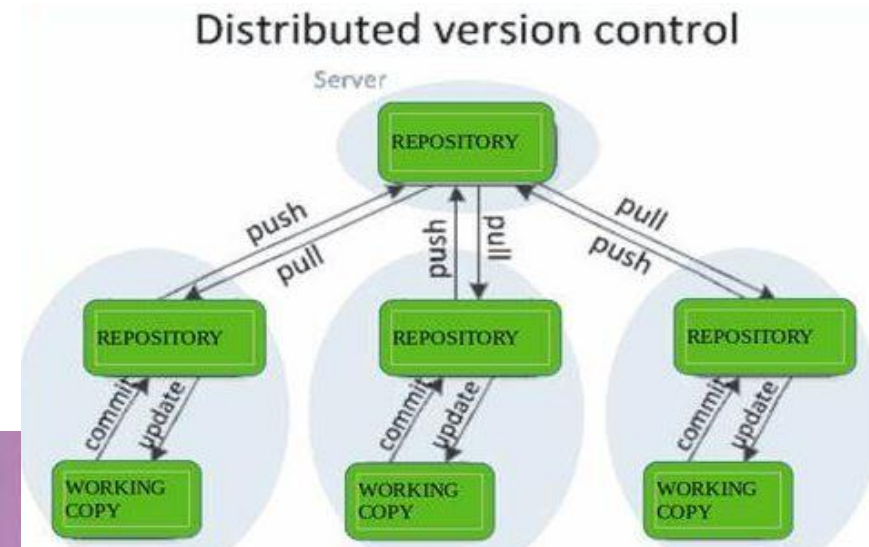 Distributed version control
Server
REPOSITORY
push
pull
push
pull
pull
push
REPOSITORY
REPOSITORY
REPOSITORY
commit
update
commit
update
commit
update
WORKING
COPY
WORKING
COPY
WORKING
COPY